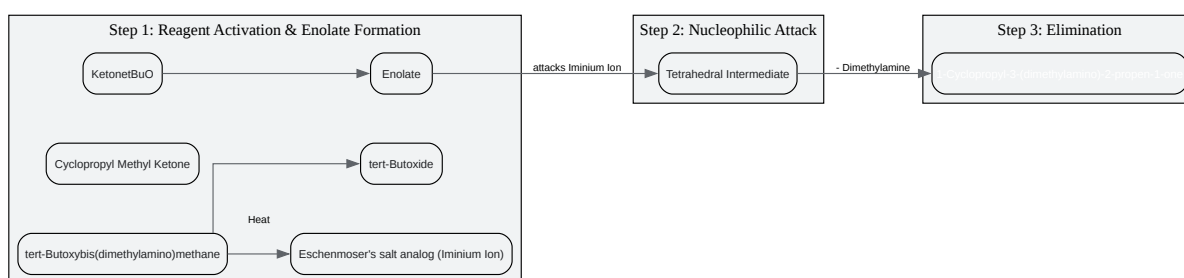 Step 1: Reagent Activation & Enolate Formation
KetonetBuO
Enolate
attacks Iminium Ion
Cyclopropyl Methyl Ketone
tert-Butoxide
Heat
tert-Butoxybis(dimethylamino)methane
Eschenmoser's salt analog (Iminium Ion)
Step 2: Nucleophilic Attack
Tetrahedral Intermediate
- Dimethylamine
Step 3: Elimination
1-Cyclopropyl-3-(dimethylamino)-2-propen-1-one